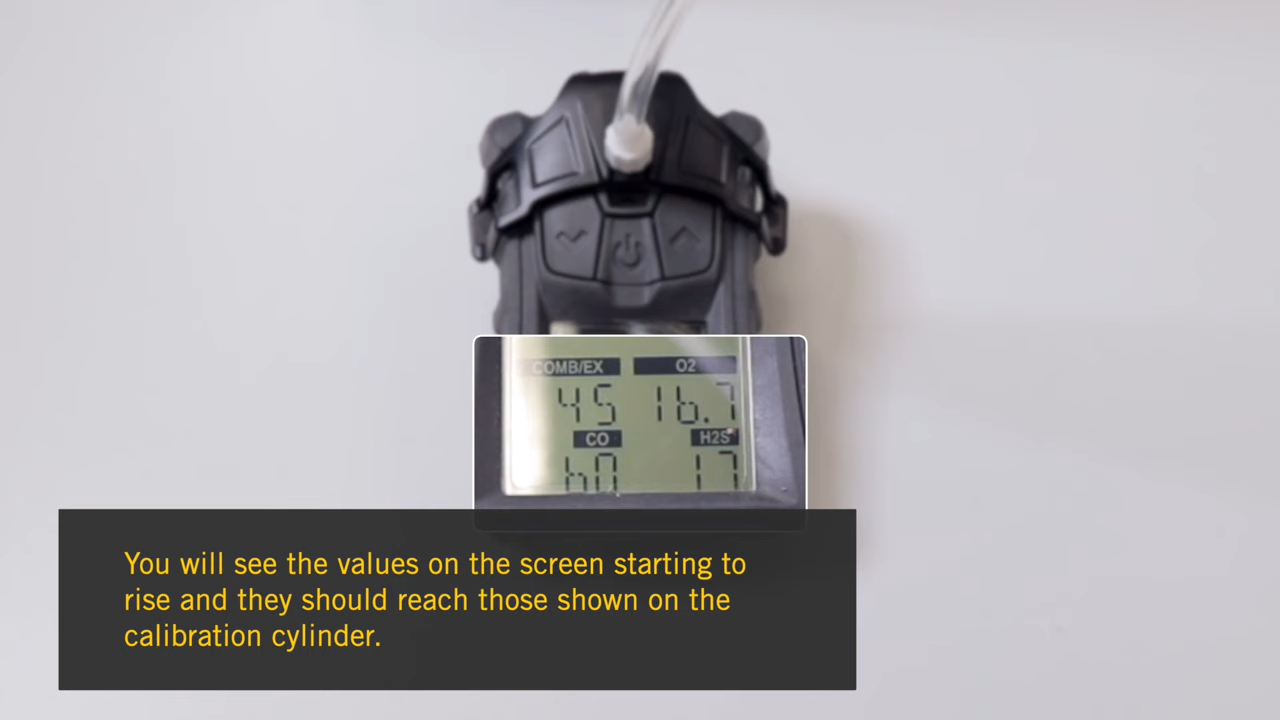 COMB/EX O2
45 16.7
CO H2S
60 17
You will see the values on the screen starting to
rise and they should reach those shown on the
calibration cylinder.